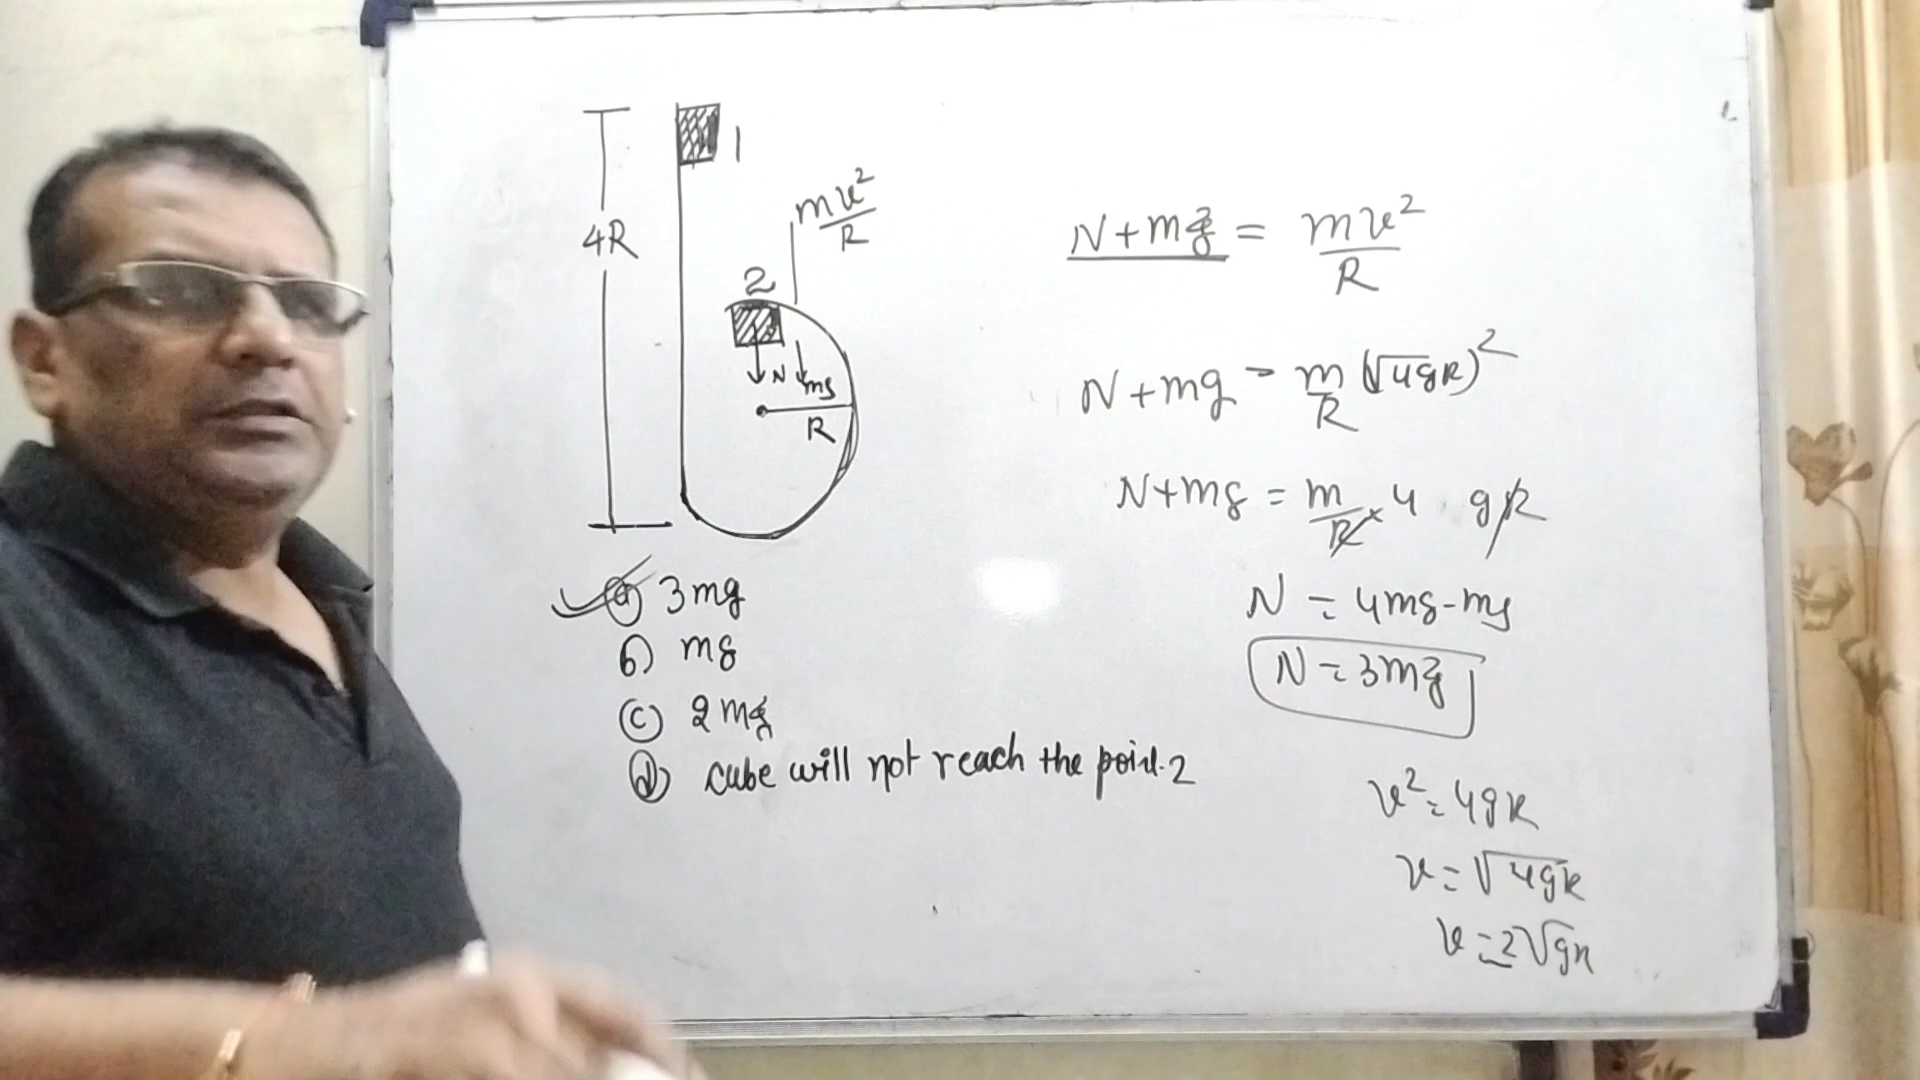 1
4R
mv²/R
2
N
mg
R
(a) 3mg
(b) mg
(c) 2mg
(d) cube will not reach the point 2
N+mg = mv²/R
N+mg = m/R (√4gR)²
N+mg = m/R × 4 gR
N = 4mg-mg
N = 3mg
v² = 4gR
v = √4gR
v = 2√gR